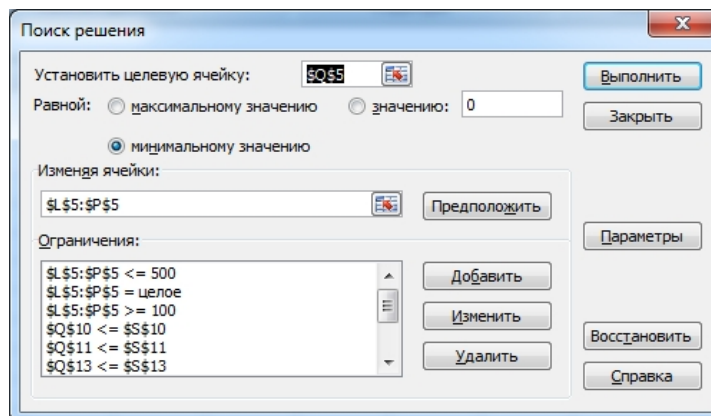 Поиск решения
Установить целевую ячейку: $Q$5
Выполнить
Равной: максимальному значению значению: 0
Закрыть
минимальному значению
Изменяя ячейки:
$L$5:$P$5
Предположить
Параметры
Ограничения:
$L$5:$P$5 <= 500
$L$5:$P$5 = целое
$L$5:$P$5 >= 100
$Q$10 <= $S$10
$Q$11 <= $S$11
$Q$13 <= $S$13
Добавить
Изменить
Удалить
Восстановить
Справка